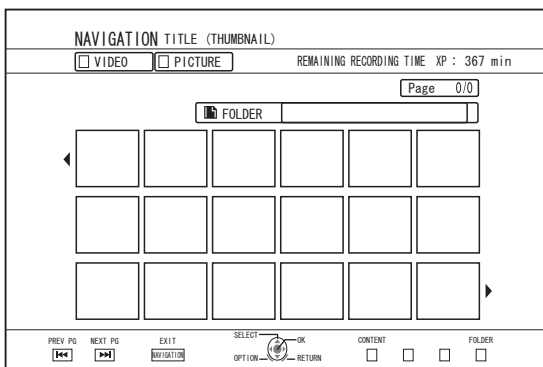 NAVIGATION TITLE (THUMBNAIL)
VIDEO PICTURE REMAINING RECORDING TIME XP : 367 min
Page 0/0
FOLDER
PREV PG NEXT PG EXIT SELECT OK CONTENT FOLDER
NAVIGATION OPTION RETURN